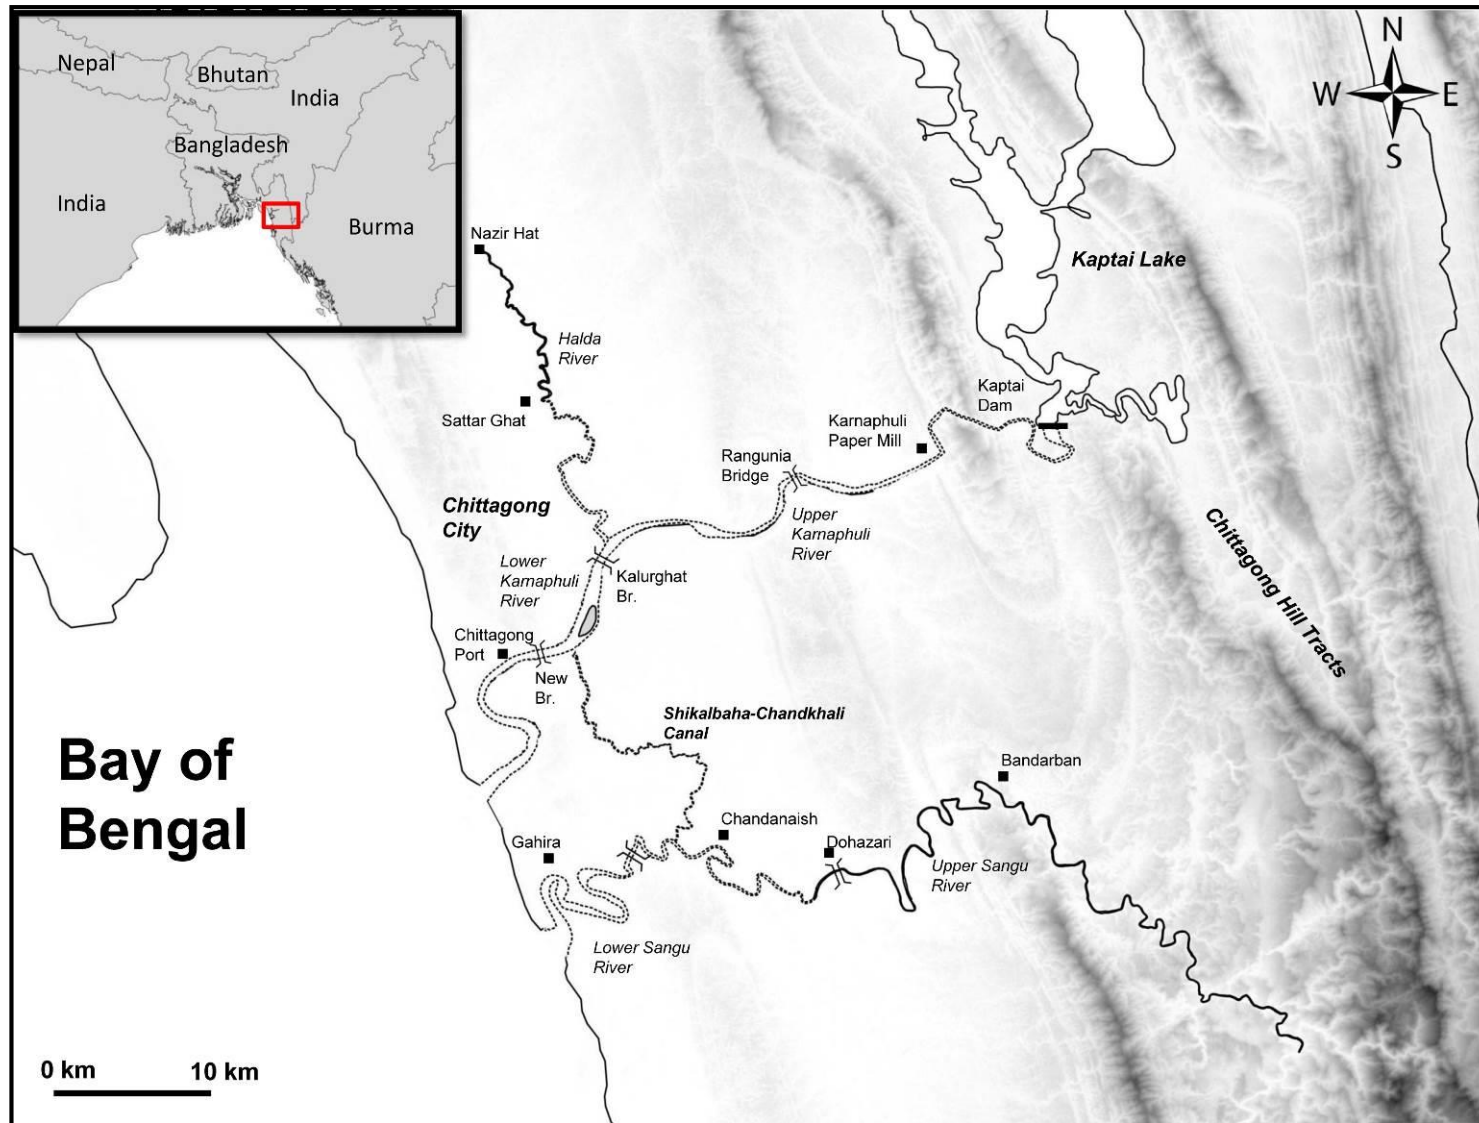 Nepal
Bhutan
India
Bangladesh
India
Burma
N
W
E
S
Nazir Hat
Kaptai Lake
Halda
River
Kaptai
Dam
Sattar Ghat
Karnaphuli
Paper Mill
Rangunia
Bridge
Chittagong
City
Upper
Karnaphuli
River
Chittagong Hill Tracts
Lower
Karnaphuli
River
Kalurghat
Br.
Chittagong
Port
New
Br.
Shikalbaha-Chandkhali
Canal
Bay of
Bengal
Bandarban
Chandanaish
Gahira
Dohazari
Upper Sangu
River
Lower Sangu
River
0 km
10 km